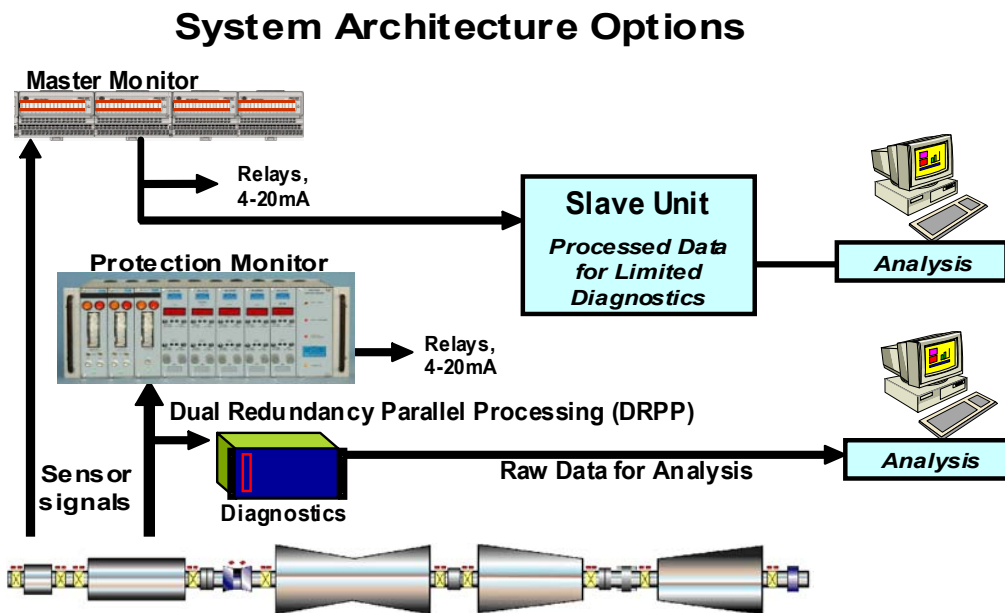 System Architecture Options
Master Monitor
Relays,
4-20mA
Slave Unit
Processed Data
for Limited
Diagnostics
Analysis
Protection Monitor
Relays,
4-20mA
Dual Redundancy Parallel Processing (DRPP)
Analysis
Raw Data for Analysis
Sensor
signals
Diagnostics